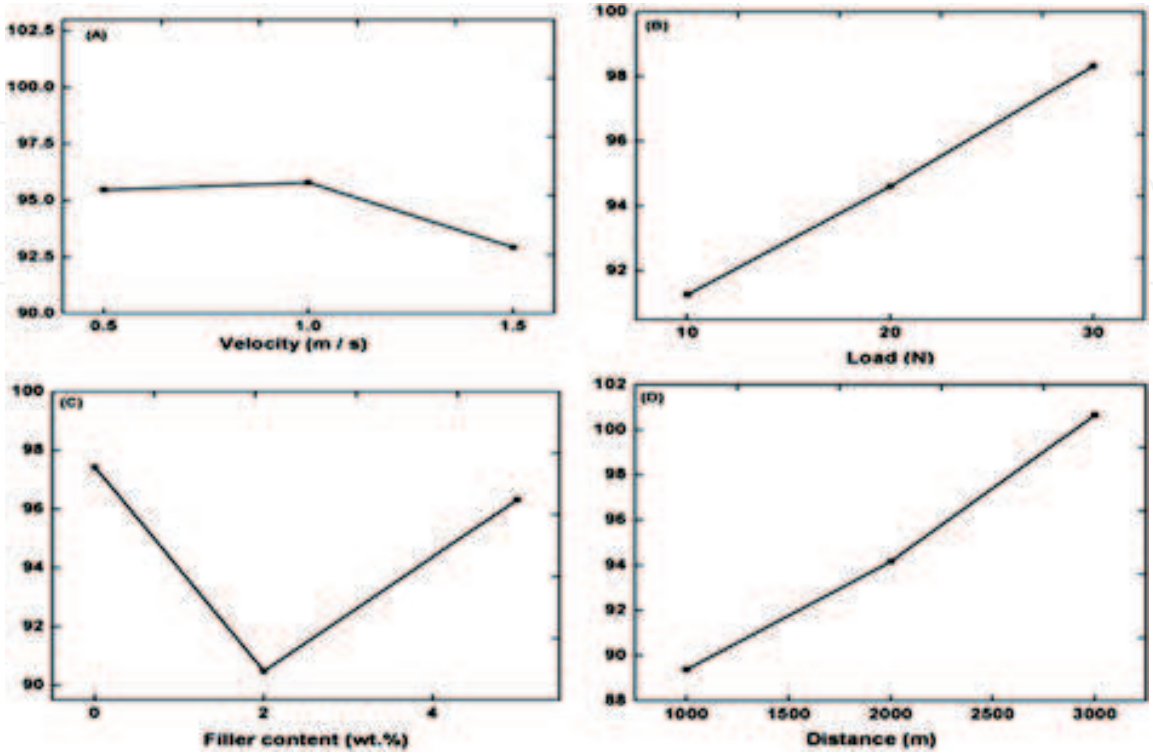 (A)
102.5
100.0
97.5
95.0
92.5
90.0
0.5 1.0 1.5
Velocity (m / s)
(B)
100
98
96
94
92
10 20 30
Load (N)
(C)
100
98
96
94
92
90
0 2 4
Filler content (wt.%)
(D)
102
100
98
96
94
92
90
88
1000 1500 2000 2500 3000
Distance (m)